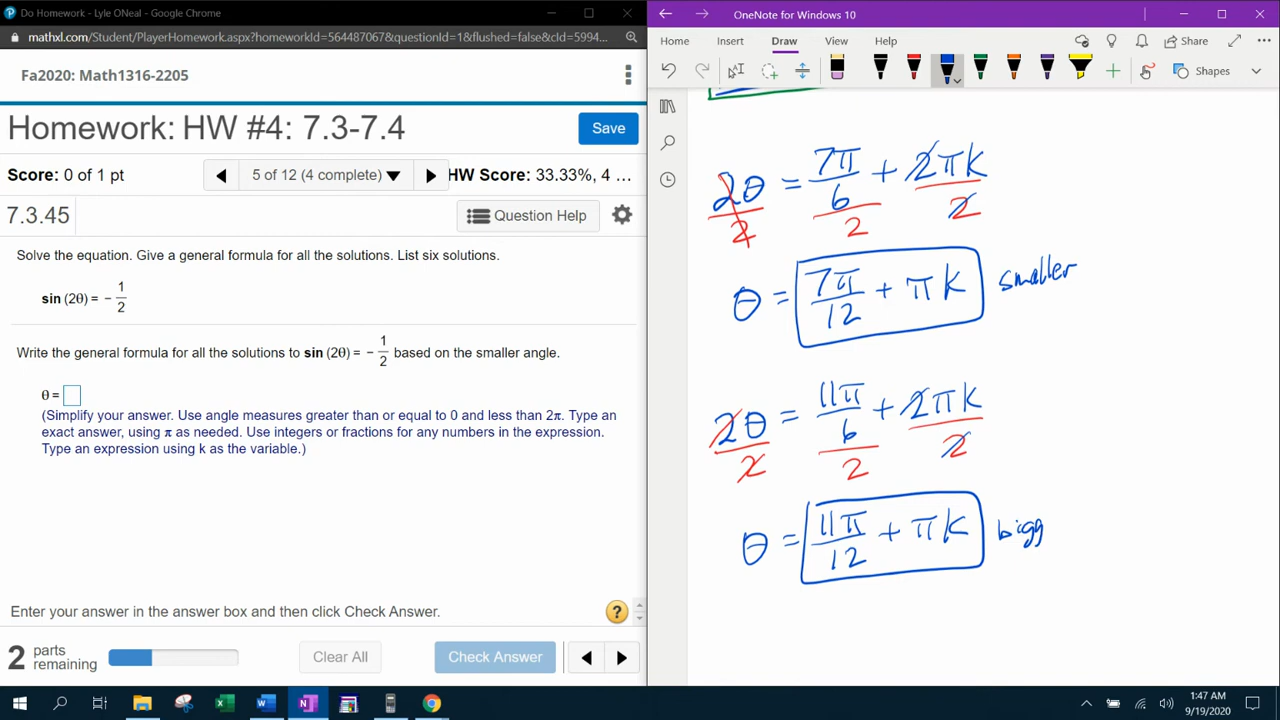 Do Homework - Lyle ONeal - Google Chrome
mathxl.com/Student/PlayerHomework.aspx?homeworkId=564487067&questionId=1&flushed=false&cId=5994...
Fa2020: Math1316-2205
Homework: HW #4: 7.3-7.4
Save
Score: 0 of 1 pt
5 of 12 (4 complete)
HW Score: 33.33%, 4 ...
7.3.45
Question Help
Solve the equation. Give a general formula for all the solutions. List six solutions.
sin (2θ) = - 1/2
Write the general formula for all the solutions to sin (2θ) = - 1/2 based on the smaller angle.
θ =
(Simplify your answer. Use angle measures greater than or equal to 0 and less than 2π. Type an
exact answer, using π as needed. Use integers or fractions for any numbers in the expression.
Type an expression using k as the variable.)
Enter your answer in the answer box and then click Check Answer.
?
2 parts remaining
Clear All
Check Answer
OneNote for Windows 10
Home Insert Draw View Help
Share
Shapes
2θ/2 = 7π/6/2 + 2πk/2
θ = 7π/12 + πk smaller
2θ/2 = 11π/6/2 + 2πk/2
θ = 11π/12 + πk bigg
1:47 AM
9/19/2020